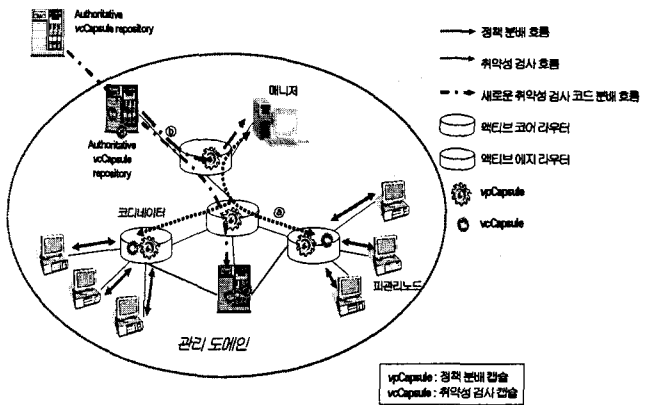 Authoritative
vcCapsule repository
정책 분배 흐름
취약성 검사 흐름
새로운 취약성 검사 코드 분배 흐름
액티브 코어 라우터
액티브 에지 라우터
vpCapsule
vcCapsule
매니저
ⓑ
Authoritative
vcCapsule
repository
코디네이터
ⓐ
피관리노드
관리 도메인
vpCapsule : 정책 분배 캡슐
vcCapsule : 취약성 검사 캡슐